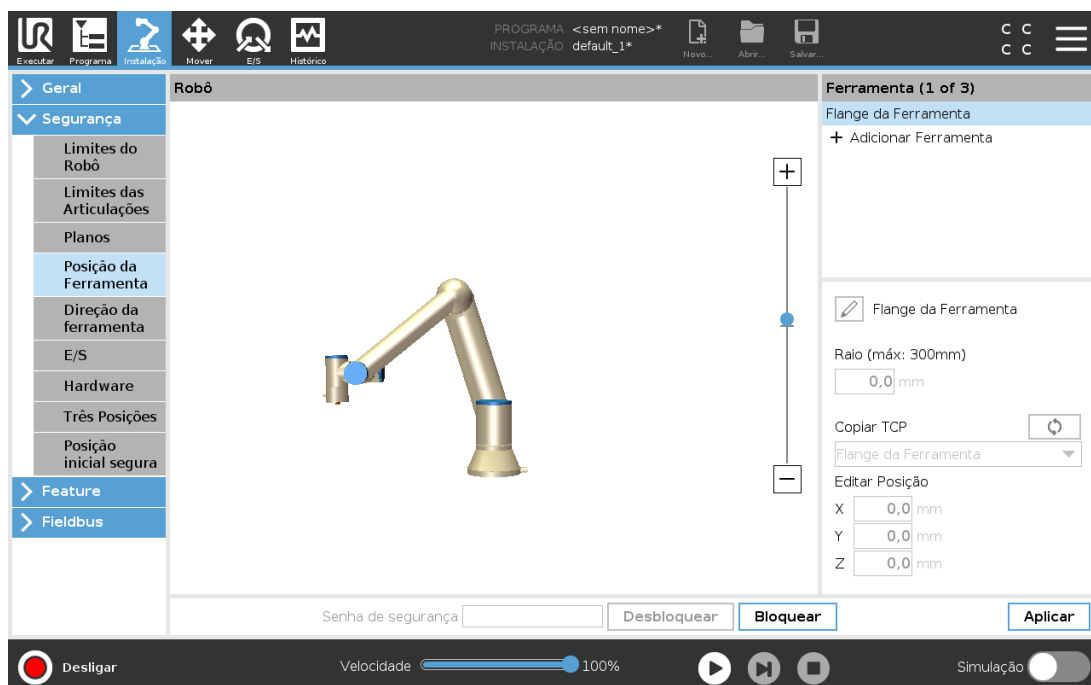 UR
PROGRAMA <sem nome>*
INSTALAÇÃO default_1*
C C
C C
Executar Programa Instalação Mover E/S Histórico Novo... Abrir... Salvar...
Geral
Segurança
Limites do
Robô
Limites das
Articulações
Planos
Posição da
Ferramenta
Direção da
ferramenta
E/S
Hardware
Três Posições
Posição
inicial segura
Feature
Fieldbus
Robô
+
−
Ferramenta (1 of 3)
Flange da Ferramenta
+ Adicionar Ferramenta
Flange da Ferramenta
Raio (máx: 300mm)
0,0 mm
Copiar TCP
Flange da Ferramenta
Editar Posição
X 0,0 mm
Y 0,0 mm
Z 0,0 mm
Senha de segurança Desbloquear Bloquear Aplicar
Desligar Velocidade 100% Simulação